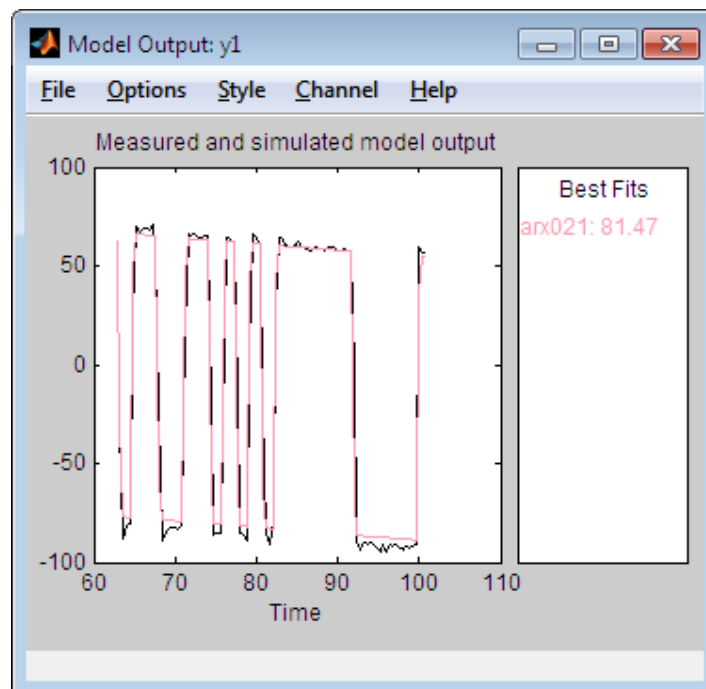 Model Output: y1
File Options Style Channel Help
Measured and simulated model output
100
50
0
-50
-100
60 70 80 90 100 110
Time
Best Fits
arx021: 81.47